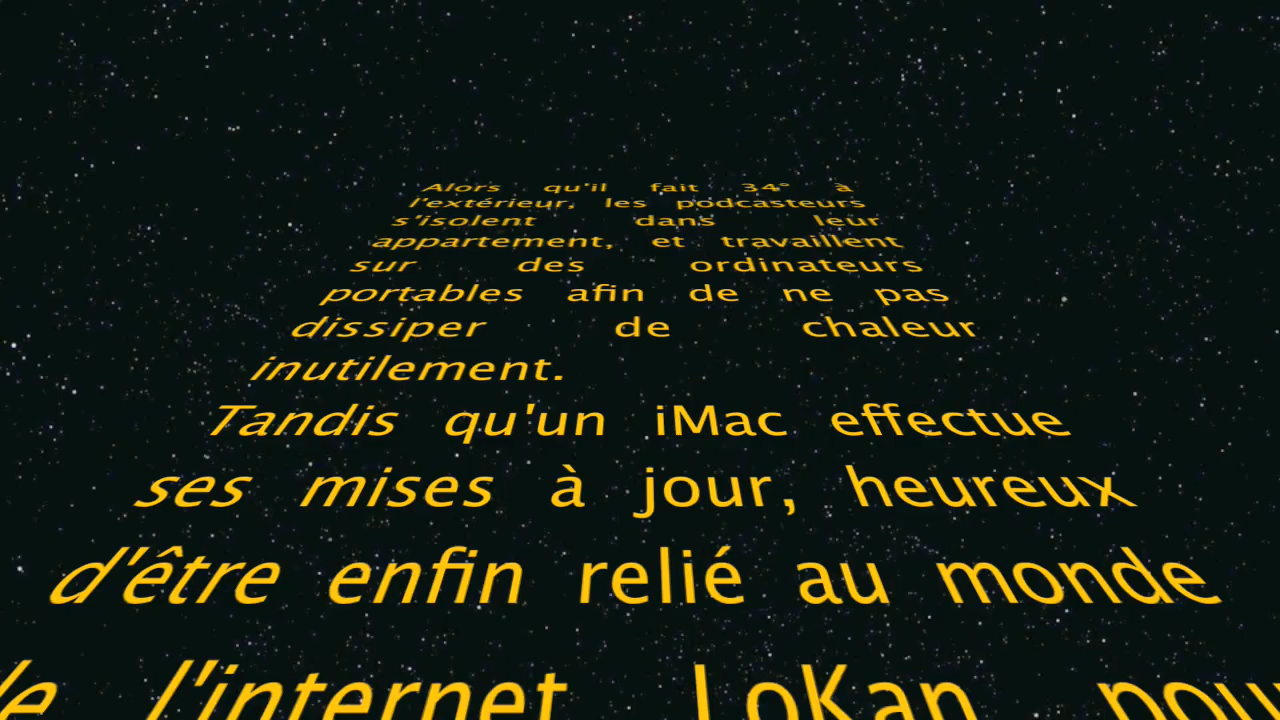 Alors qu'il fait 34° à
l'extérieur, les podcasteurs
s'isolent dans leur
appartement, et travaillent
sur des ordinateurs
portables afin de ne pas
dissiper de chaleur
inutilement.
Tandis qu'un iMac effectue
ses mises à jour, heureux
d'être enfin relié au monde
l'internet LoKan